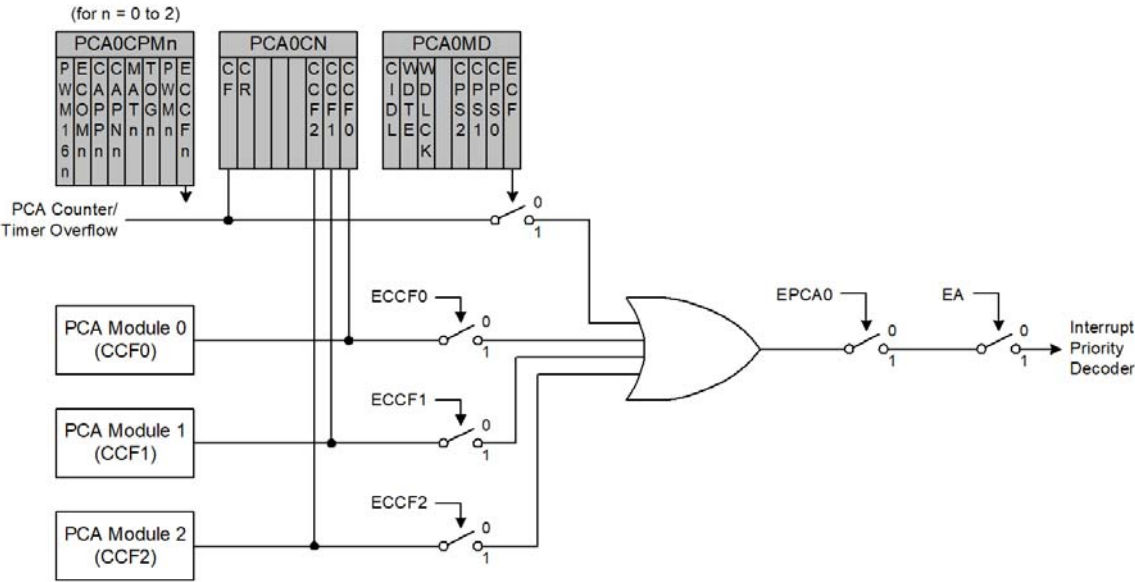 (for n = 0 to 2)
PCA0CPMn
PWM16n
ECOMn
CAPPn
CAPNn
MATn
TOGn
PWMn
ECCFn
PCA0CN
CF
CR
CCF2
CCF1
CCF0
PCA0MD
CIDL
WDTE
WDLCK
CPS2
CPS1
CPS0
ECF
PCA Counter/
Timer Overflow
0
1
PCA Module 0
(CCF0)
ECCF0
0
1
PCA Module 1
(CCF1)
ECCF1
0
1
PCA Module 2
(CCF2)
ECCF2
0
1
EPCA0
0
1
EA
0
1
Interrupt
Priority
Decoder